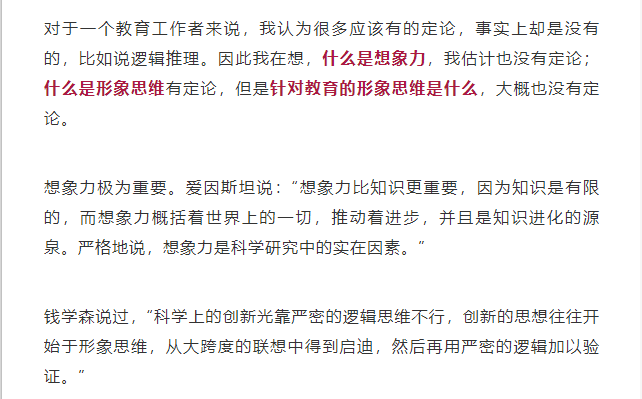 对于一个教育工作者来说，我认为很多应该有的定论，事实上却是没有
的，比如说逻辑推理。因此我在想，什么是想象力，我估计也没有定论；
什么是形象思维有定论，但是针对教育的形象思维是什么，大概也没有定
论。
想象力极为重要。爱因斯坦说：“想象力比知识更重要，因为知识是有限
的，而想象力概括着世界上的一切，推动着进步，并且是知识进化的源
泉。严格地说，想象力是科学研究中的实在因素。”
钱学森说过，“科学上的创新光靠严密的逻辑思维不行，创新的思想往往开
始于形象思维，从大跨度的联想中得到启迪，然后再用严密的逻辑加以验
证。”